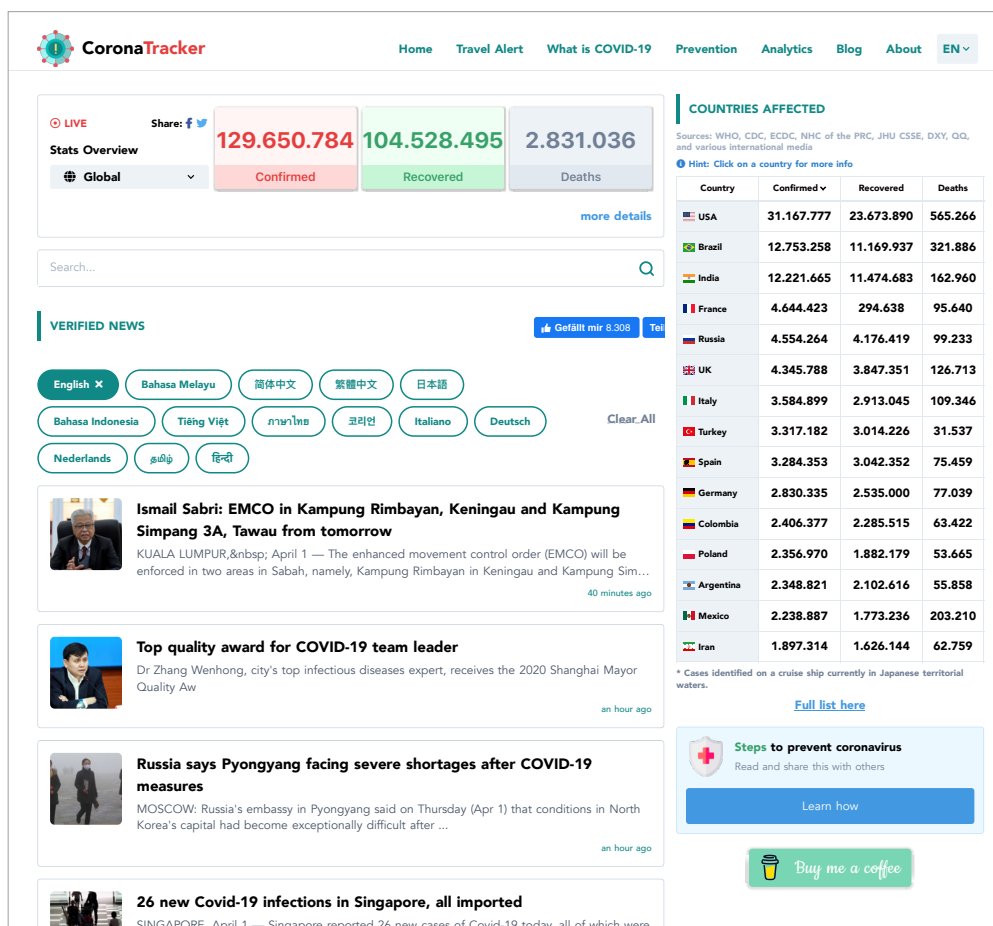 CoronaTracker
Home Travel Alert What is COVID-19 Prevention Analytics Blog About EN
LIVE Share:
Stats Overview
Global
129.650.784
Confirmed
104.528.495
Recovered
2.831.036
Deaths
more details
Search...
VERIFIED NEWS
Gefällt mir 8.308 Teil
English ✕ Bahasa Melayu 简体中文 繁體中文 日本語
Bahasa Indonesia Tiếng Việt ภาษาไทย 코리언 Italiano Deutsch
Nederlands தமிழ் हिन्दी
Clear All
Ismail Sabri: EMCO in Kampung Rimbayan, Keningau and Kampung
Simpang 3A, Tawau from tomorrow
KUALA LUMPUR,&nbsp; April 1 — The enhanced movement control order (EMCO) will be
enforced in two areas in Sabah, namely, Kampung Rimbayan in Keningau and Kampung Sim...
40 minutes ago
Top quality award for COVID-19 team leader
Dr Zhang Wenhong, city's top infectious diseases expert, receives the 2020 Shanghai Mayor
Quality Aw
an hour ago
Russia says Pyongyang facing severe shortages after COVID-19
measures
MOSCOW: Russia's embassy in Pyongyang said on Thursday (Apr 1) that conditions in North
Korea's capital had become exceptionally difficult after ...
an hour ago
26 new Covid-19 infections in Singapore, all imported
SINGAPORE, April 1 — Singapore reported 26 new cases of Covid-19 today, all of which were
COUNTRIES AFFECTED
Sources: WHO, CDC, ECDC, NHC of the PRC, JHU CSSE, DXY, QQ,
and various international media
Hint: Click on a country for more info
Country Confirmed Recovered Deaths
USA 31.167.777 23.673.890 565.266
Brazil 12.753.258 11.169.937 321.886
India 12.221.665 11.474.683 162.960
France 4.644.423 294.638 95.640
Russia 4.554.264 4.176.419 99.233
UK 4.345.788 3.847.351 126.713
Italy 3.584.899 2.913.045 109.346
Turkey 3.317.182 3.014.226 31.537
Spain 3.284.353 3.042.352 75.459
Germany 2.830.335 2.535.000 77.039
Colombia 2.406.377 2.285.515 63.422
Poland 2.356.970 1.882.179 53.665
Argentina 2.348.821 2.102.616 55.858
Mexico 2.238.887 1.773.236 203.210
Iran 1.897.314 1.626.144 62.759
* Cases identified on a cruise ship currently in Japanese territorial
waters.
Full list here
Steps to prevent coronavirus
Read and share this with others
Learn how
Buy me a coffee